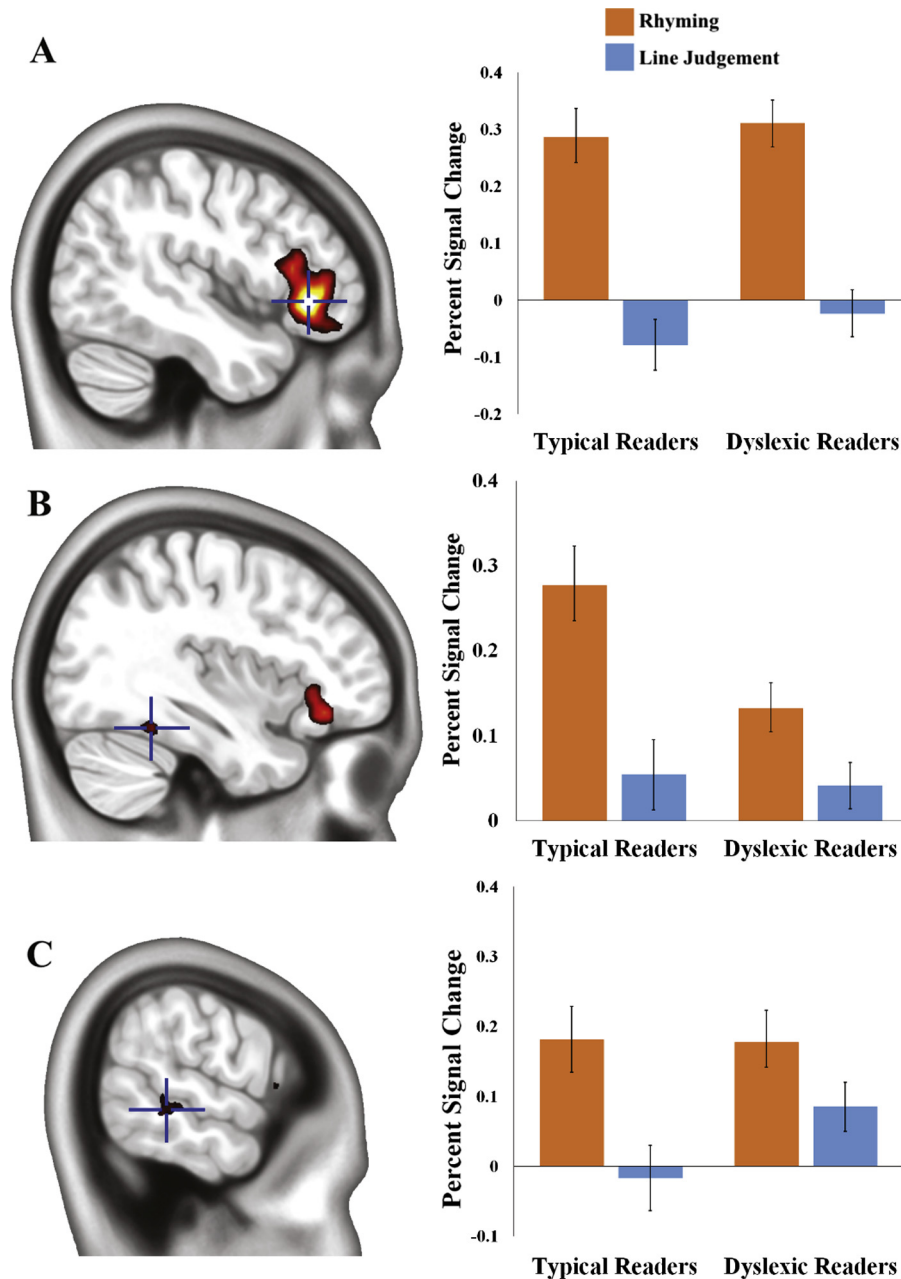 Rhyming
Line Judgement
A
Percent Signal Change
0.4
0.3
0.2
0.1
0
-0.1
-0.2
Typical Readers Dyslexic Readers
B
Percent Signal Change
0.4
0.3
0.2
0.1
0
Typical Readers Dyslexic Readers
C
Percent Signal Change
0.4
0.3
0.2
0.1
0
-0.1
Typical Readers Dyslexic Readers